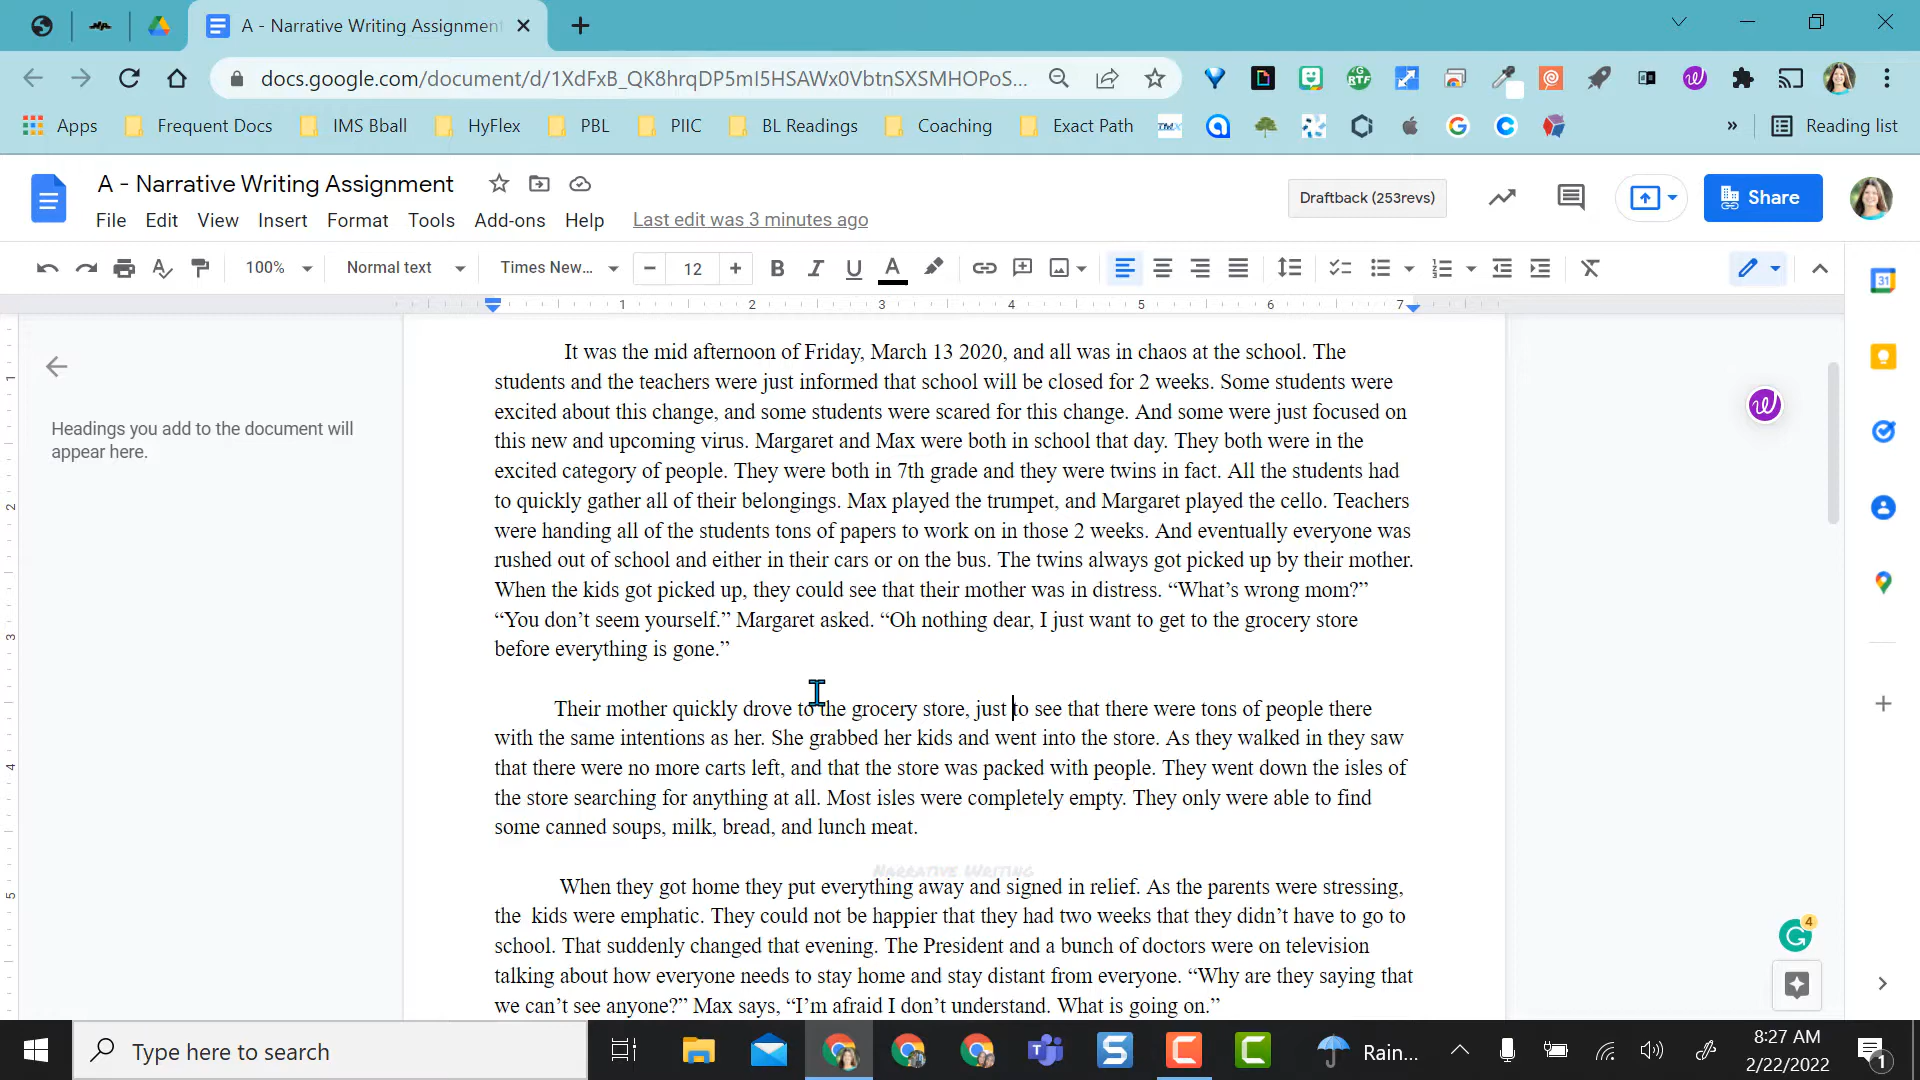 A - Narrative Writing Assignment
docs.google.com/document/d/1XdFxB_QK8hrqDP5mI5HSAWx0VbtnSXSMHOPoS...
Apps Frequent Docs IMS Bball HyFlex PBL PIIC BL Readings Coaching Exact Path » Reading list
A - Narrative Writing Assignment
Draftback (253revs) Share
File Edit View Insert Format Tools Add-ons Help Last edit was 3 minutes ago
100% Normal text Times New... 12
1 2 3 4 5 6 7
It was the mid afternoon of Friday, March 13 2020, and all was in chaos at the school. The
students and the teachers were just informed that school will be closed for 2 weeks. Some students were
excited about this change, and some students were scared for this change. And some were just focused on
this new and upcoming virus. Margaret and Max were both in school that day. They both were in the
excited category of people. They were both in 7th grade and they were twins in fact. All the students had
to quickly gather all of their belongings. Max played the trumpet, and Margaret played the cello. Teachers
were handing all of the students tons of papers to work on in those 2 weeks. And eventually everyone was
rushed out of school and either in their cars or on the bus. The twins always got picked up by their mother.
When the kids got picked up, they could see that their mother was in distress. “What’s wrong mom?”
“You don’t seem yourself.” Margaret asked. “Oh nothing dear, I just want to get to the grocery store
before everything is gone.”
Their mother quickly drove to the grocery store, just to see that there were tons of people there
with the same intentions as her. She grabbed her kids and went into the store. As they walked in they saw
that there were no more carts left, and that the store was packed with people. They went down the isles of
the store searching for anything at all. Most isles were completely empty. They only were able to find
some canned soups, milk, bread, and lunch meat.
Narrative Writing
When they got home they put everything away and signed in relief. As the parents were stressing,
the  kids were emphatic. They could not be happier that they had two weeks that they didn’t have to go to
school. That suddenly changed that evening. The President and a bunch of doctors were on television
talking about how everyone needs to stay home and stay distant from everyone. “Why are they saying that
we can’t see anyone?” Max says, “I’m afraid I don’t understand. What is going on.”
Headings you add to the document will
appear here.
1
2
3
4
5
31
4
Type here to search
Rain...
8:27 AM
2/22/2022
1